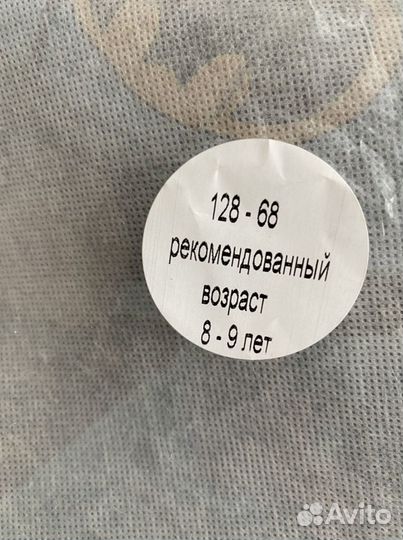 128 - 68
рекомендованный
возраст
8 - 9 лет
Avito